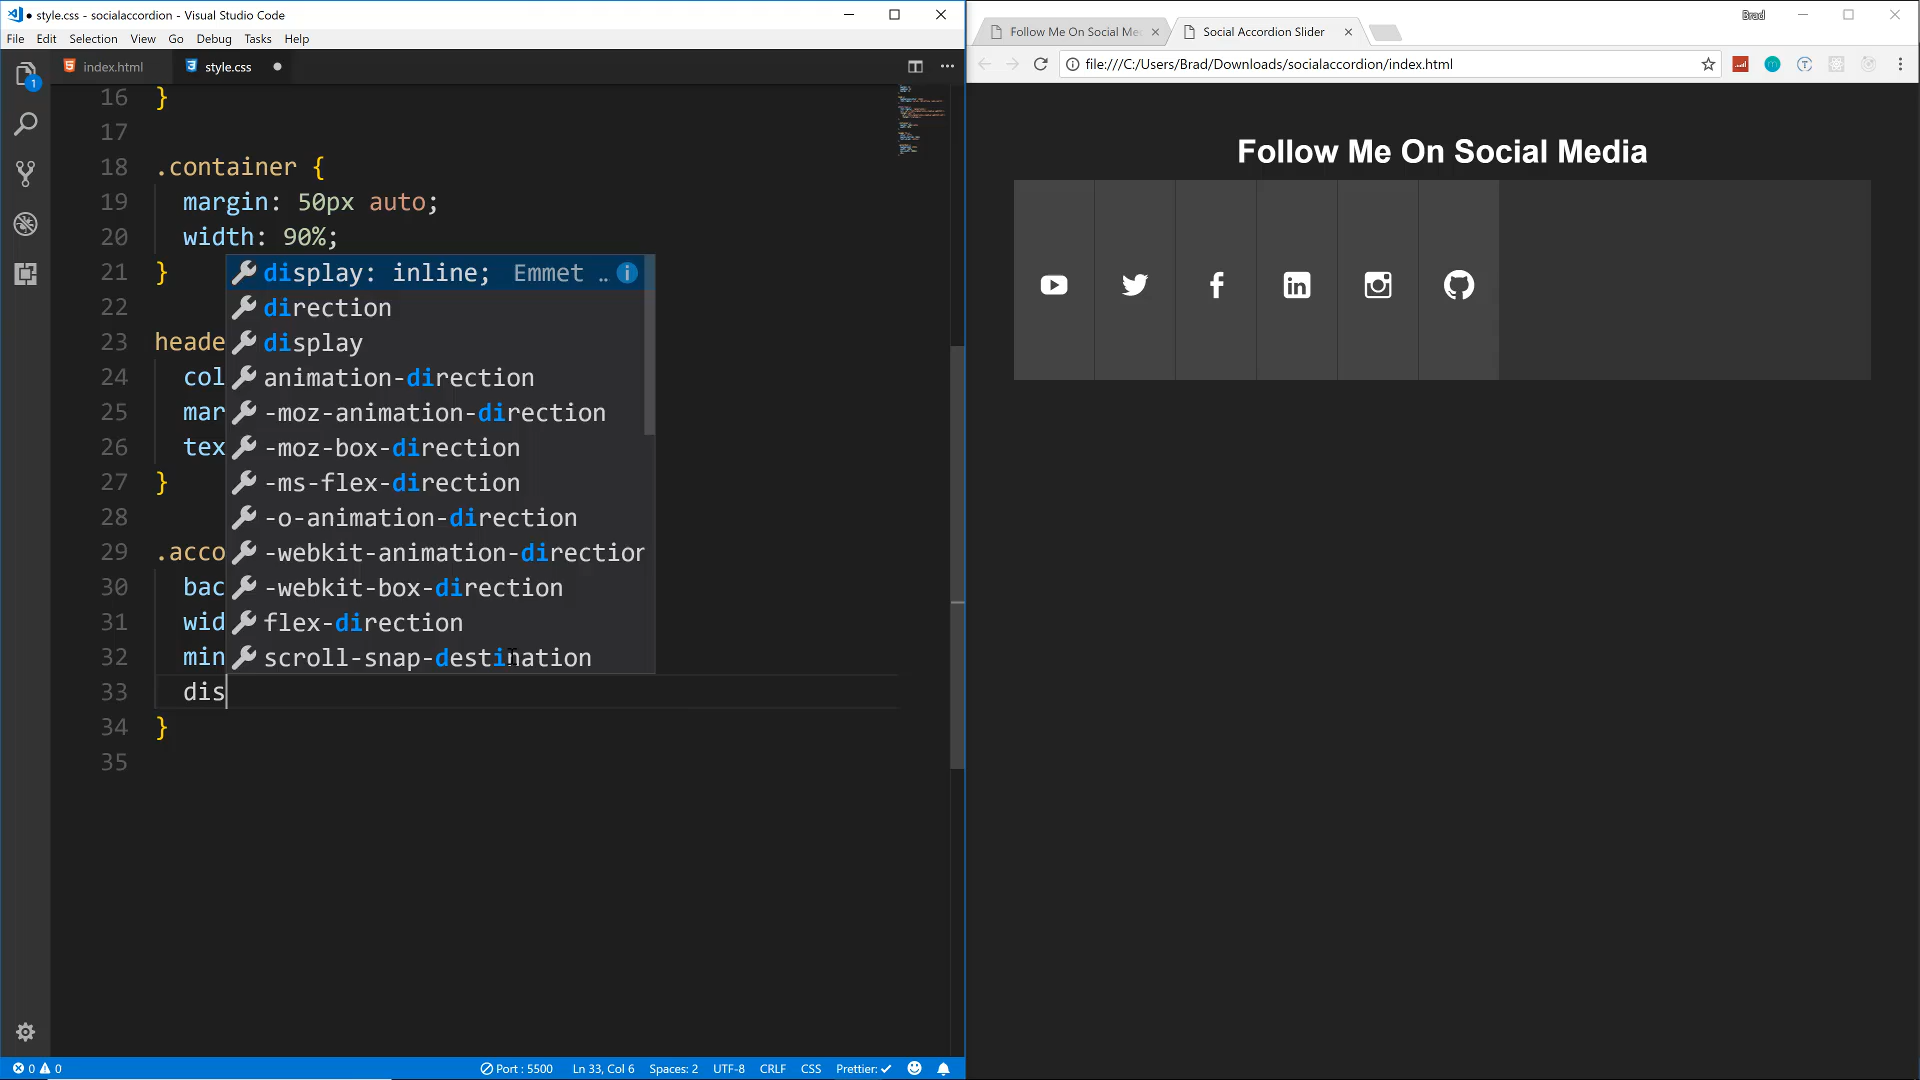 style.css - socialaccordion - Visual Studio Code
File Edit Selection View Go Debug Tasks Help
index.html style.css
1
16 }
17
18 .container {
19 margin: 50px auto;
20 width: 90%;
21 }
22
23 heade
24 col
25 mar
26 tex
27 }
28
29 .acco
30 bac
31 wid
32 min
33 dis
34 }
35
display: inline; Emmet ..
direction
display
animation-direction
-moz-animation-direction
-moz-box-direction
-ms-flex-direction
-o-animation-direction
-webkit-animation-direction
-webkit-box-direction
flex-direction
scroll-snap-destination
0 0 Port : 5500 Ln 33, Col 6 Spaces: 2 UTF-8 CRLF CSS Prettier: ✓
Brad
Follow Me On Social Me Social Accordion Slider
file:///C:/Users/Brad/Downloads/socialaccordion/index.html
Follow Me On Social Media